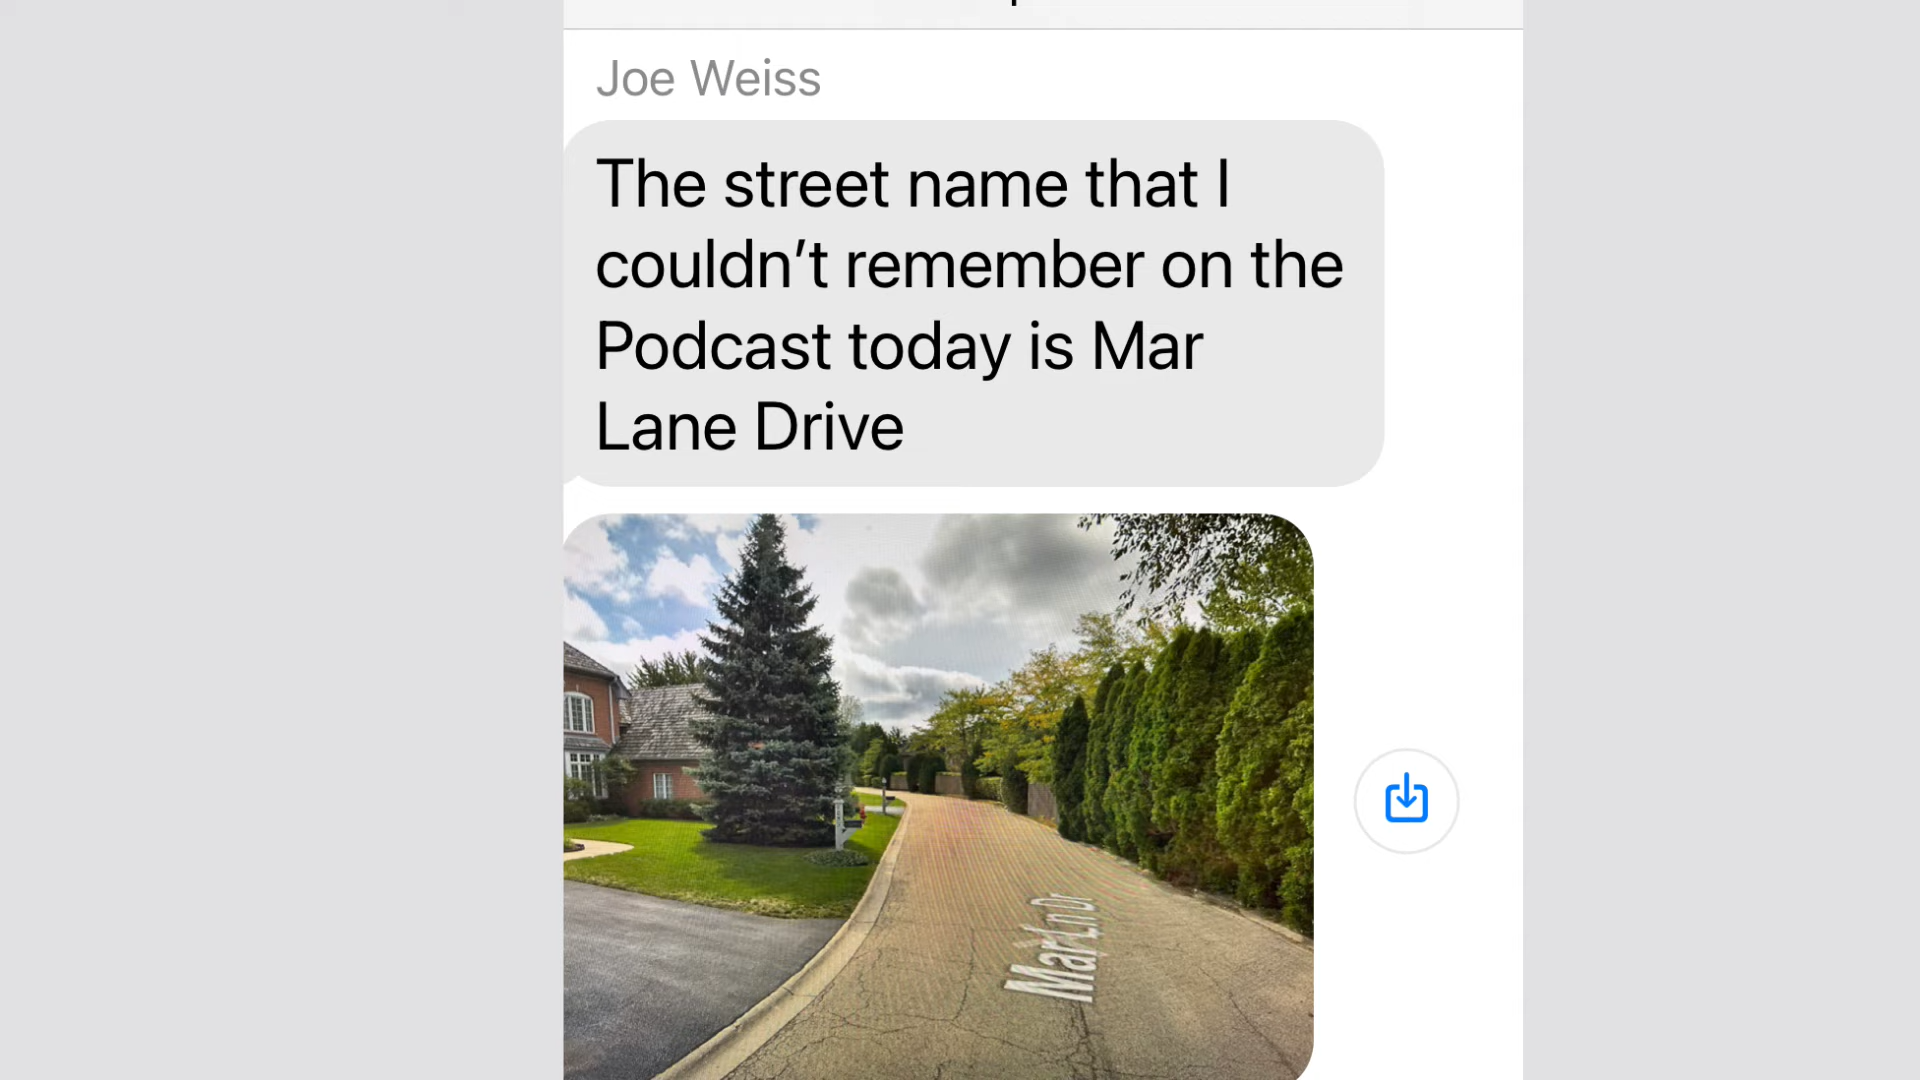 Joe Weiss
The street name that I
couldn’t remember on the
Podcast today is Mar
Lane Drive
Mar Ln Dr